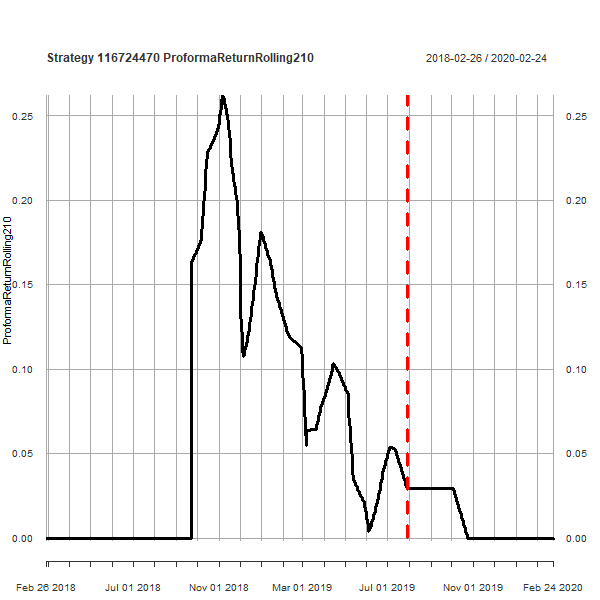 Strategy 116724470 ProformaReturnRolling210
2018-02-26 / 2020-02-24
ProformaReturnRolling210
0.25 0.25
0.20 0.20
0.15 0.15
0.10 0.10
0.05 0.05
0.00 0.00
Feb 26 2018 Jul 01 2018 Nov 01 2018 Mar 01 2019 Jul 01 2019 Nov 01 2019 Feb 24 2020